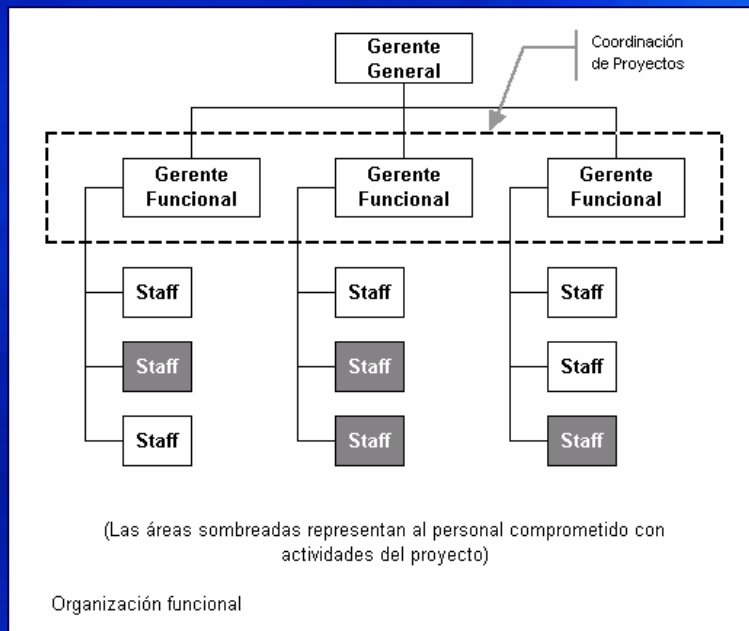 Gerente
General
Coordinación
de Proyectos
Gerente
Funcional
Gerente
Funcional
Gerente
Funcional
Staff
Staff
Staff
Staff
Staff
Staff
Staff
Staff
Staff
(Las áreas sombreadas representan al personal comprometido con
actividades del proyecto)
Organización funcional